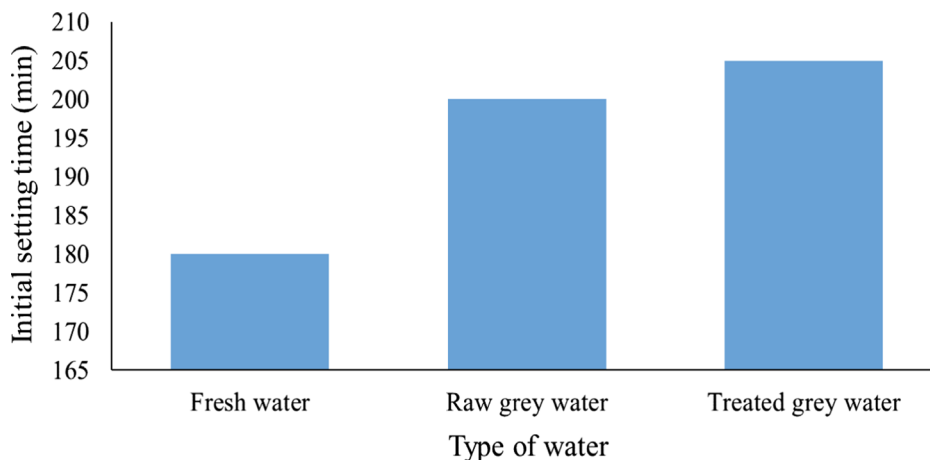 Initial setting time (min)
210
205
200
195
190
185
180
175
170
165
Fresh water
Raw grey water
Treated grey water
Type of water